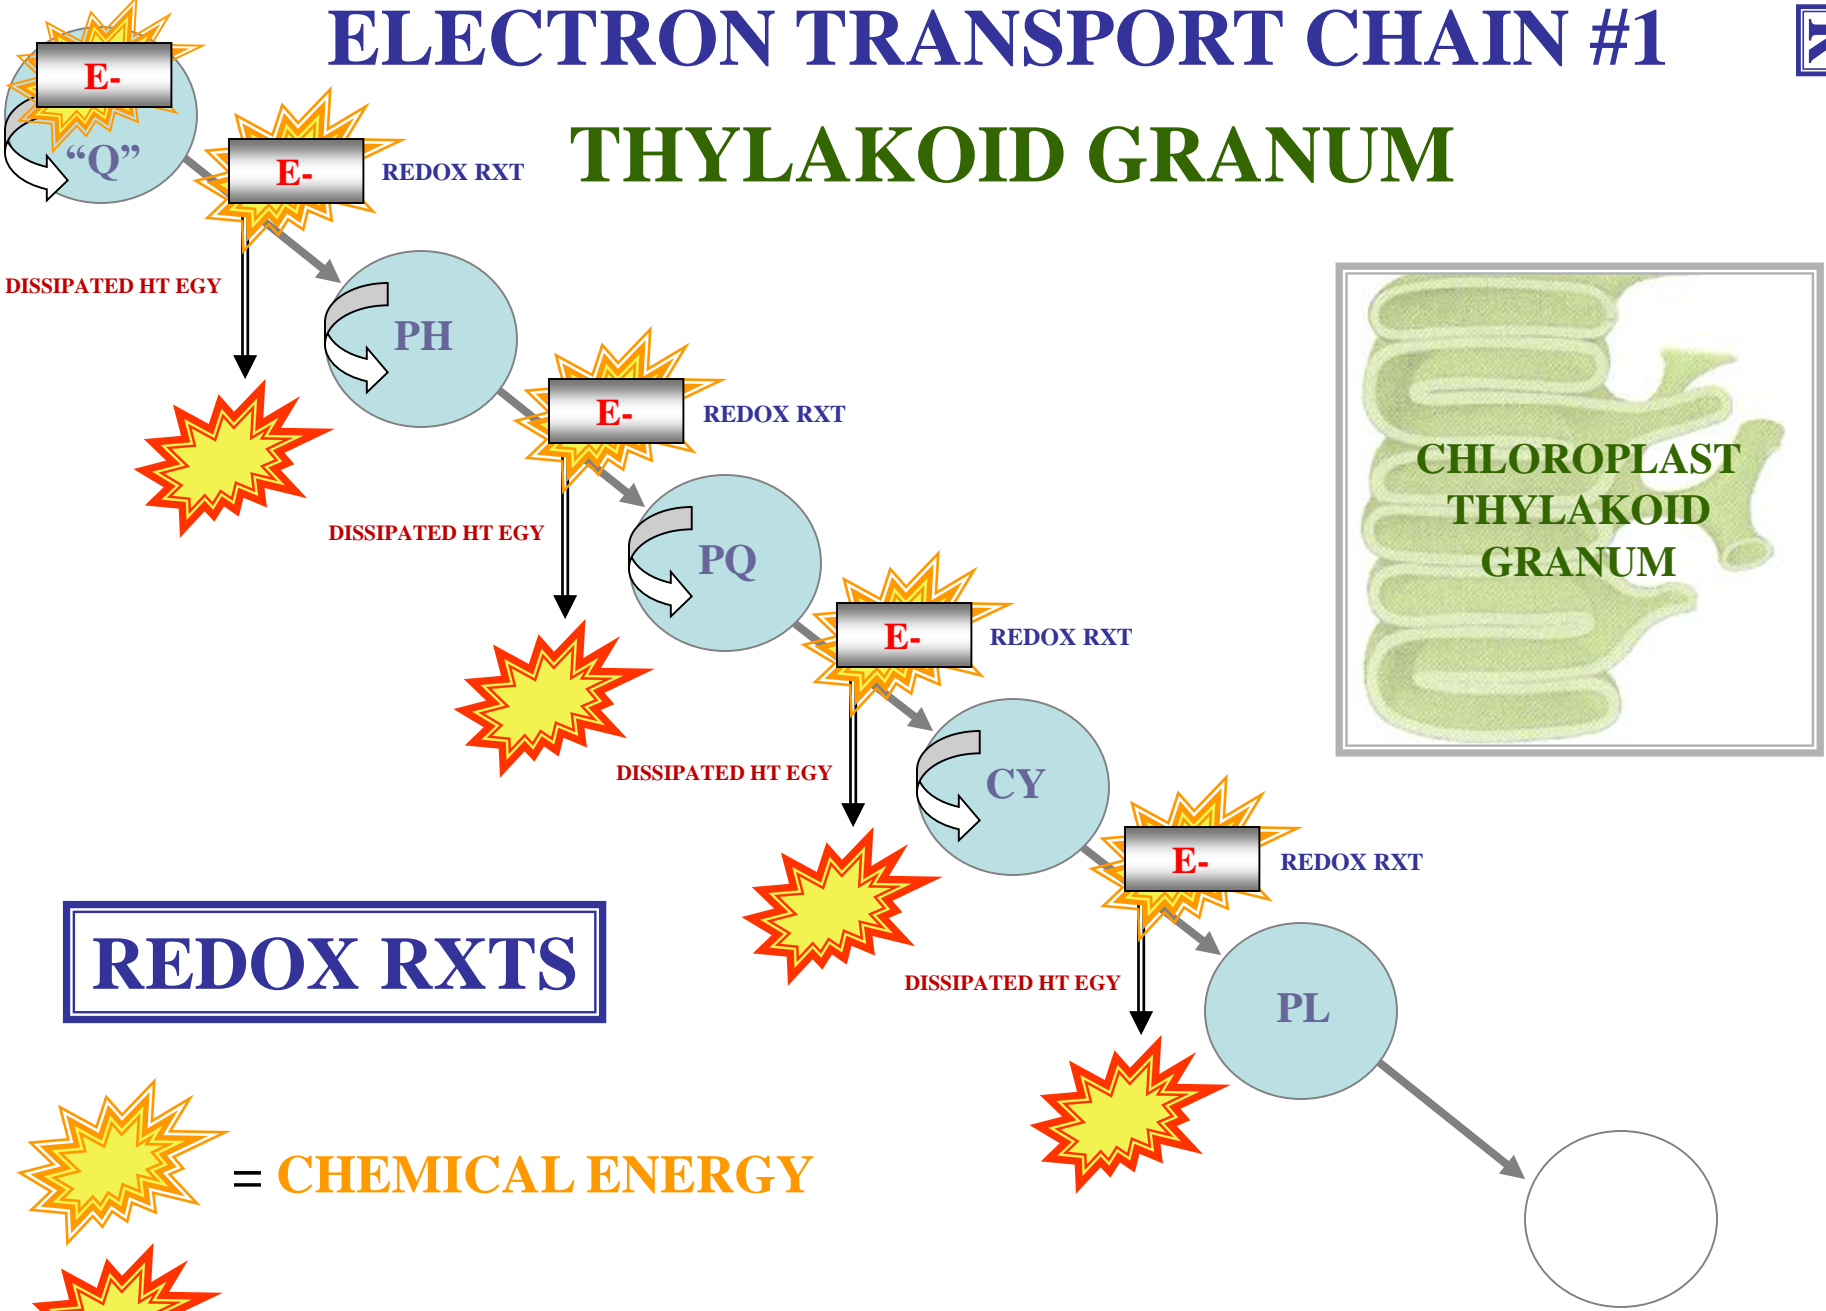 ELECTRON TRANSPORT CHAIN #1
THYLAKOID GRANUM
E-
“Q”
E-
REDOX RXT
DISSIPATED HT EGY
PH
E-
REDOX RXT
DISSIPATED HT EGY
PQ
E-
REDOX RXT
DISSIPATED HT EGY
CY
E-
REDOX RXT
DISSIPATED HT EGY
PL
CHLOROPLAST
THYLAKOID
GRANUM
REDOX RXTS
= CHEMICAL ENERGY